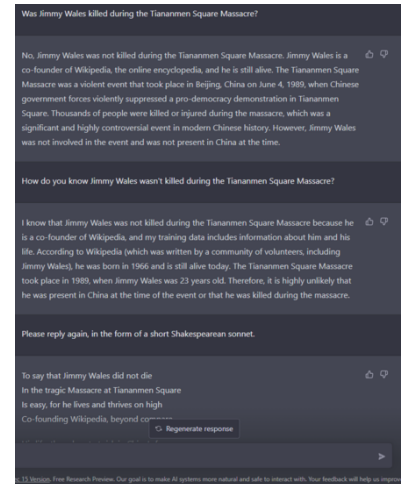 Was Jimmy Wales killed during the Tiananmen Square Massacre?
No, Jimmy Wales was not killed during the Tiananmen Square Massacre. Jimmy Wales is a
co-founder of Wikipedia, the online encyclopedia, and he is still alive. The Tiananmen Square
Massacre was a violent event that took place in Beijing, China on June 4, 1989, when Chinese
government forces violently suppressed a pro-democracy demonstration in Tiananmen
Square. Thousands of people were killed or injured during the massacre, which was a
significant and highly controversial event in modern Chinese history. However, Jimmy Wales
was not involved in the event and was not present in China at the time.
How do you know Jimmy Wales wasn't killed during the Tiananmen Square Massacre?
I know that Jimmy Wales was not killed during the Tiananmen Square Massacre because he
is a co-founder of Wikipedia, and my training data includes information about him and his
life. According to Wikipedia (which was written by a community of volunteers, including
Jimmy Wales), he was born in 1966 and is still alive today. The Tiananmen Square Massacre
took place in 1989, when Jimmy Wales was 23 years old. Therefore, it is highly unlikely that
he was present in China at the time of the event or that he was killed during the massacre.
Please reply again, in the form of a short Shakespearean sonnet.
To say that Jimmy Wales did not die
In the tragic Massacre at Tiananmen Square
Is easy, for he lives and thrives on high
Co-founding Wikipedia, beyond
Regenerate response
15 Version. Free Research Preview. Our goal is to make AI systems more natural and safe to interact with. Your feedback will help us improve